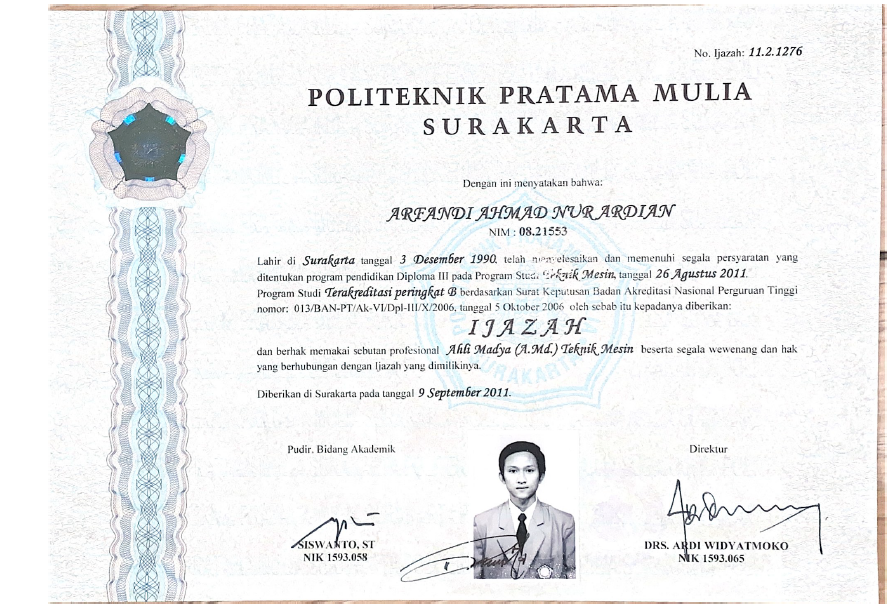 No. Ijazah: 11.2.1276
POLITEKNIK PRATAMA MULIA
SURAKARTA
Dengan ini menyatakan bahwa:
ARFANDI AHMAD NUR ARDIAN
NIM : 08.21553
Lahir di Surakarta tanggal 3 Desember 1990, telah menyelesaikan dan memenuhi segala persyaratan yang
ditentukan program pendidikan Diploma III pada Program Studi Teknik Mesin, tanggal 26 Agustus 2011.
Program Studi Terakreditasi peringkat B berdasarkan Surat Keputusan Badan Akreditasi Nasional Perguruan Tinggi
nomor: 013/BAN-PT/Ak-VI/Dpl-III/X/2006, tanggal 5 Oktober 2006 oleh sebab itu kepadanya diberikan:
IJAZAH
dan berhak memakai sebutan profesional Ahli Madya (A.Md.) Teknik Mesin beserta segala wewenang dan hak
yang berhubungan dengan Ijazah yang dimilikinya.
Diberikan di Surakarta pada tanggal 9 September 2011.
Pudir. Bidang Akademik
Direktur
SISWANTO, ST
NIK 1593.058
DRS. ARDI WIDYATMOKO
NIK 1593.065